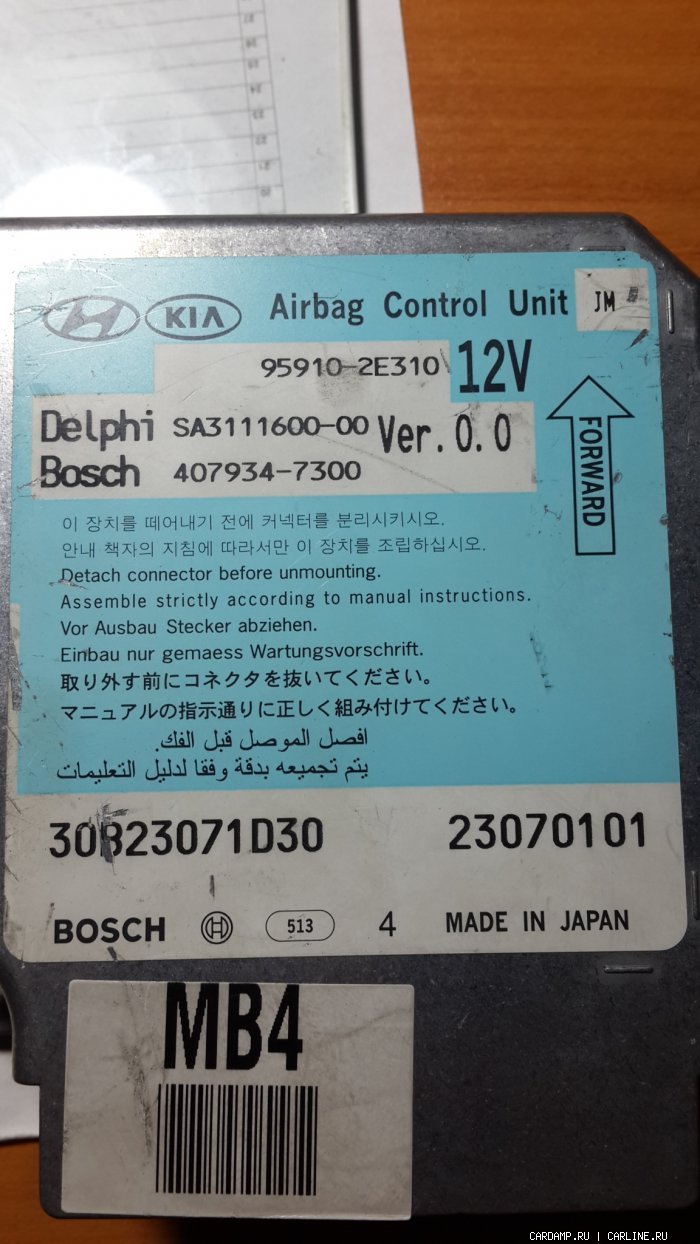 KIA Airbag Control Unit JM
95910-2E310 12V
Delphi SA3111600-00 Ver.0.0
Bosch 407934-7300
FORWARD
이 장치를 떼어내기 전에 커넥터를 분리시키시오.
안내 책자의 지침에 따라서만 이 장치를 조립하십시오.
Detach connector before unmounting.
Assemble strictly according to manual instructions.
Vor Ausbau Stecker abziehen.
Einbau nur gemaess Wartungsvorschrift.
取り外す前にコネクタを抜いてください。
マニュアルの指示通りに正しく組み付けてください。
افصل الموصل قبل الفك.
يتم تجميعه بدقة وفقا لدليل التعليمات
23071D30 23070101
BOSCH 513 4 MADE IN JAPAN
MB4
CARDAMP.RU | CARLINE.RU